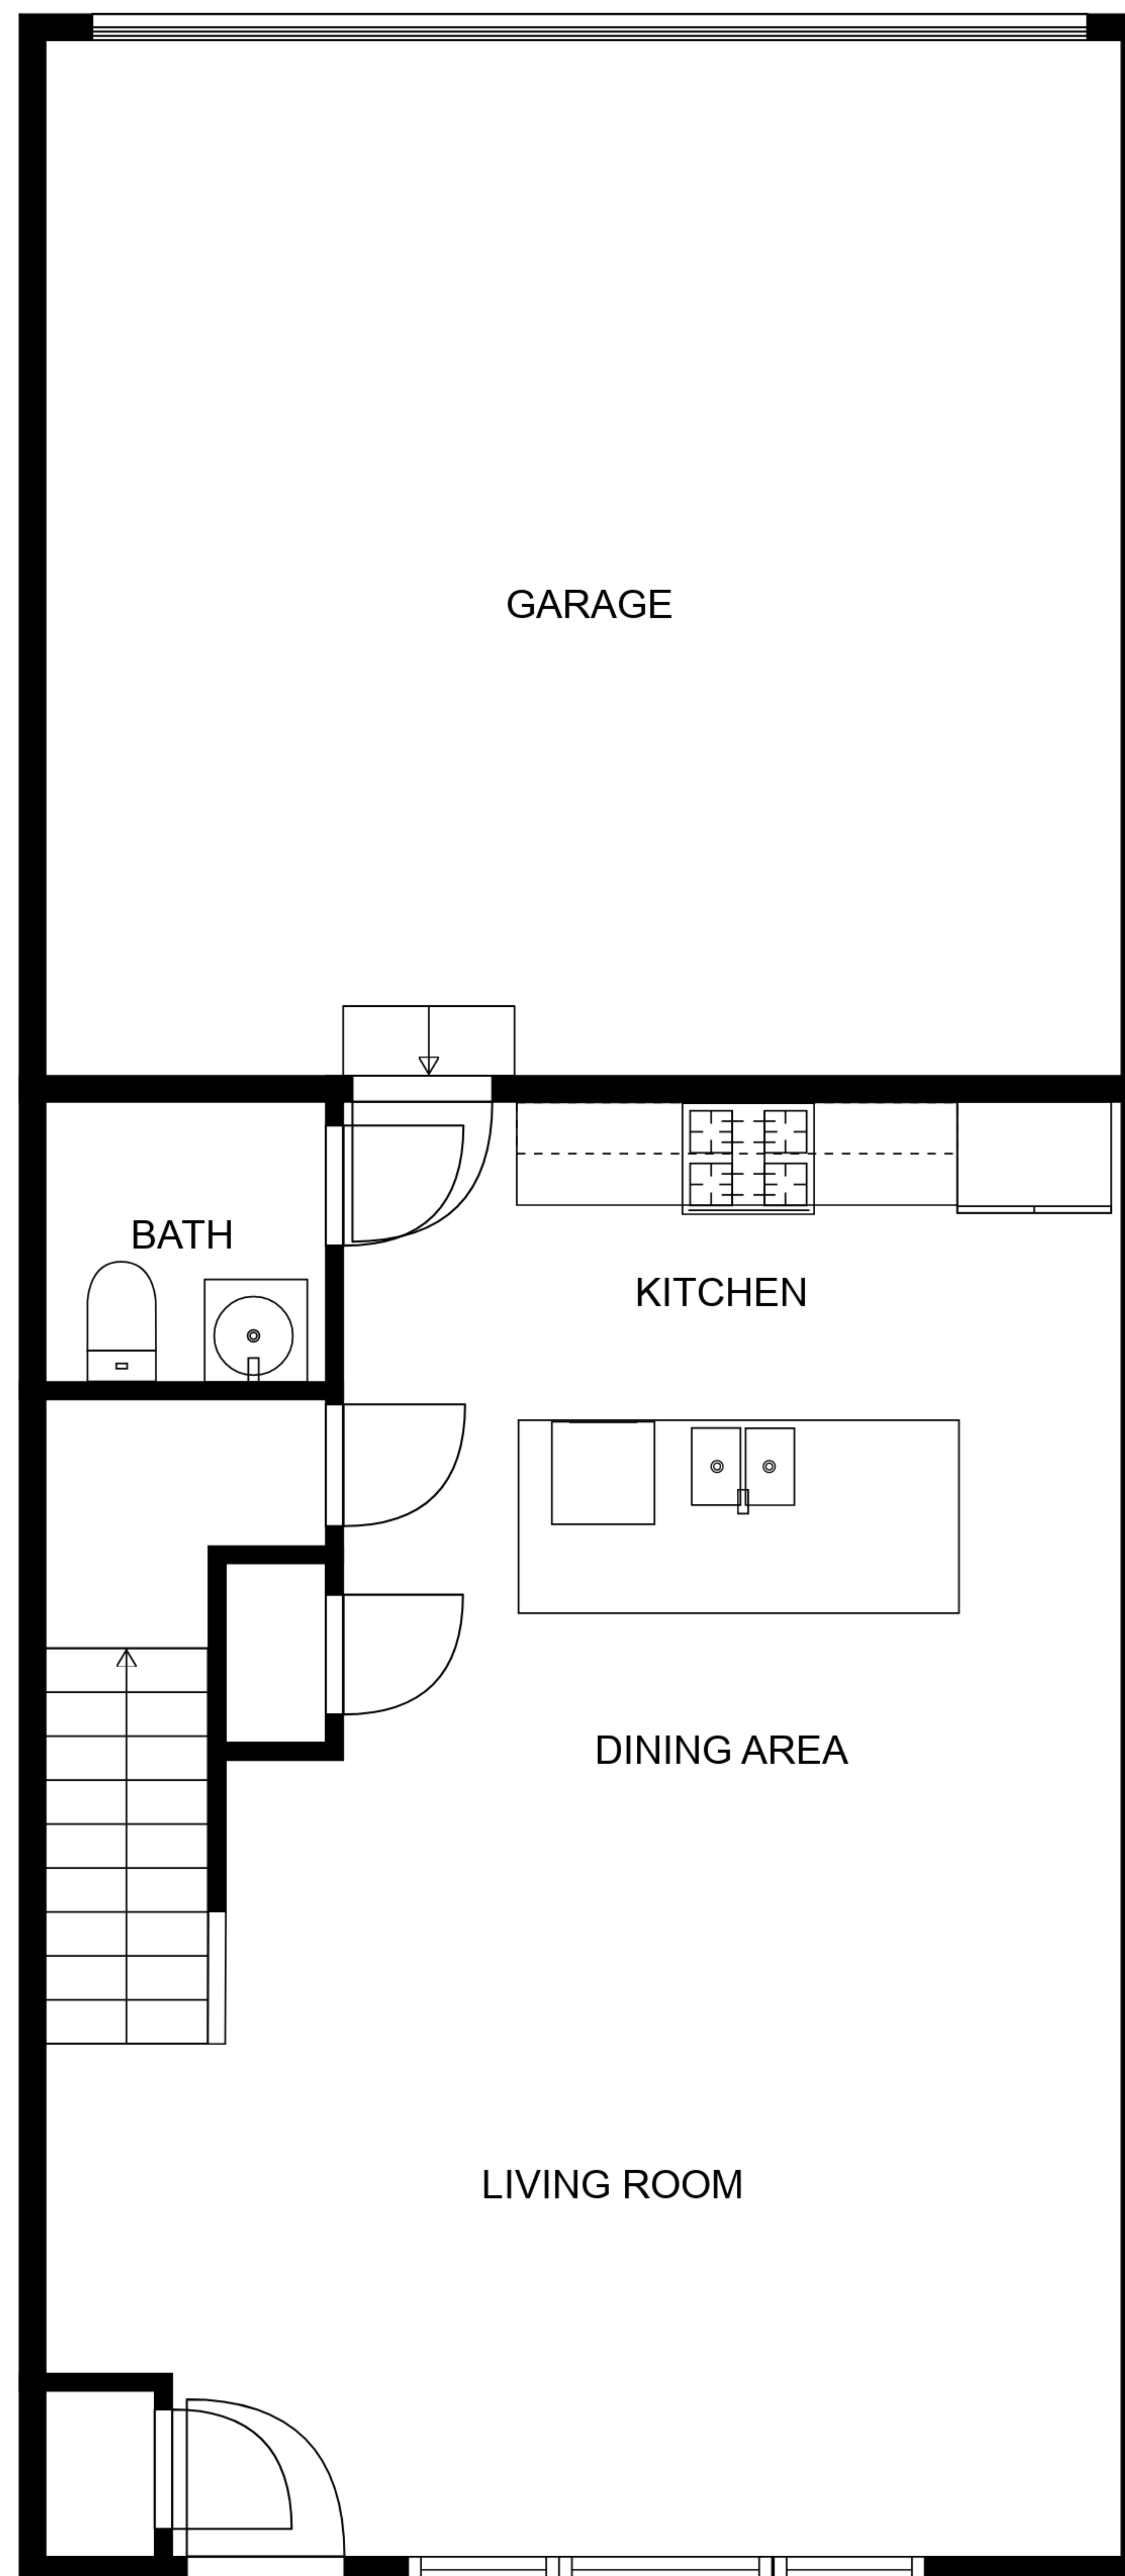 GARAGE
BATH
KITCHEN
DINING AREA
LIVING ROOM